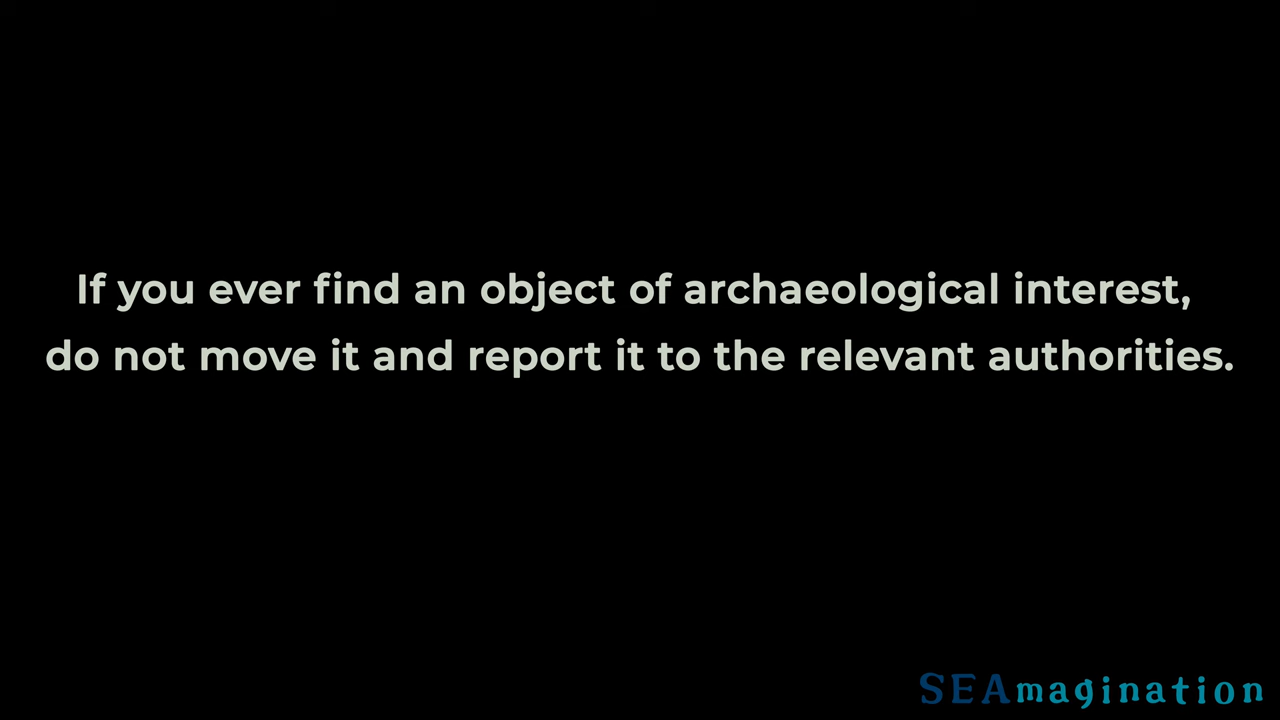 If you ever find an object of archaeological interest,
do not move it and report it to the relevant authorities.
SEAmagination